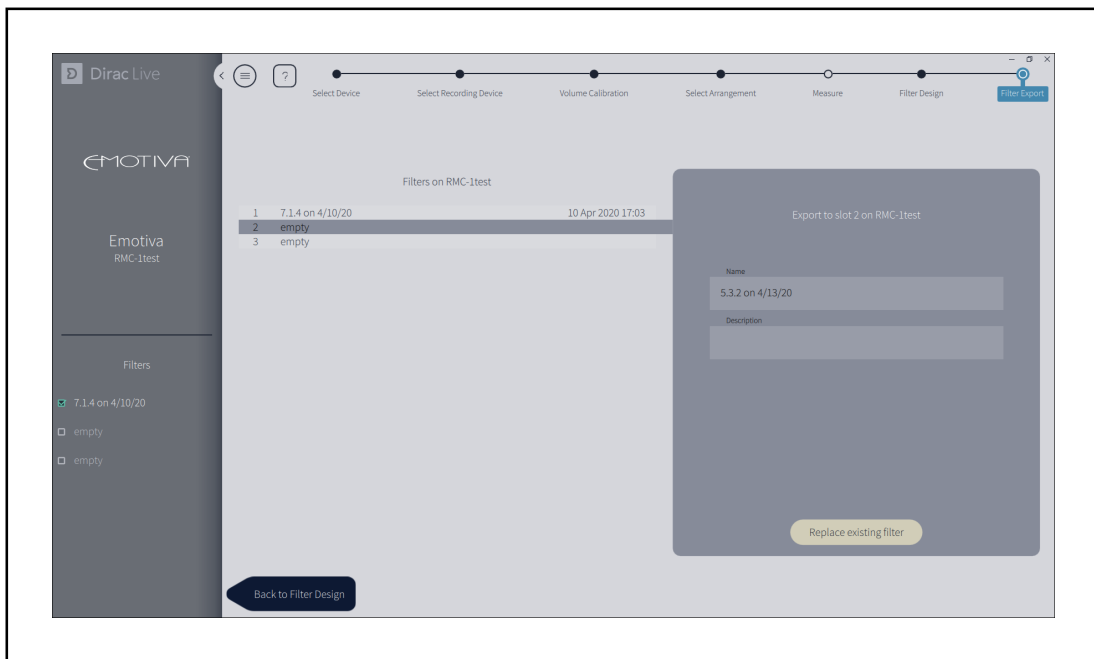 Dirac Live
?
Select Device
Select Recording Device
Volume Calibration
Select Arrangement
Measure
Filter Design
Filter Export
EMOTIVA
Emotiva
RMC-1test
Filters
7.1.4 on 4/10/20
empty
empty
Filters on RMC-1test
1 7.1.4 on 4/10/20 10 Apr 2020 17:03
2 empty
3 empty
Export to slot 2 on RMC-1test
Name
5.3.2 on 4/13/20
Description
Replace existing filter
Back to Filter Design